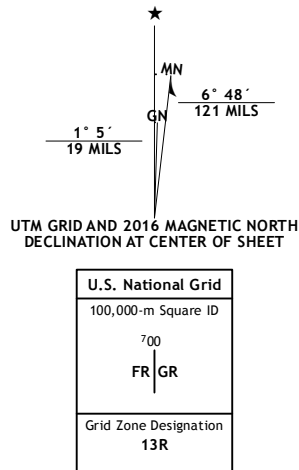 ★
MN
GN
6° 48´
121 MILS
1° 5´
19 MILS
UTM GRID AND 2016 MAGNETIC NORTH
DECLINATION AT CENTER OF SHEET
U.S. National Grid
100,000-m Square ID
⁷00
FR GR
Grid Zone Designation
13R